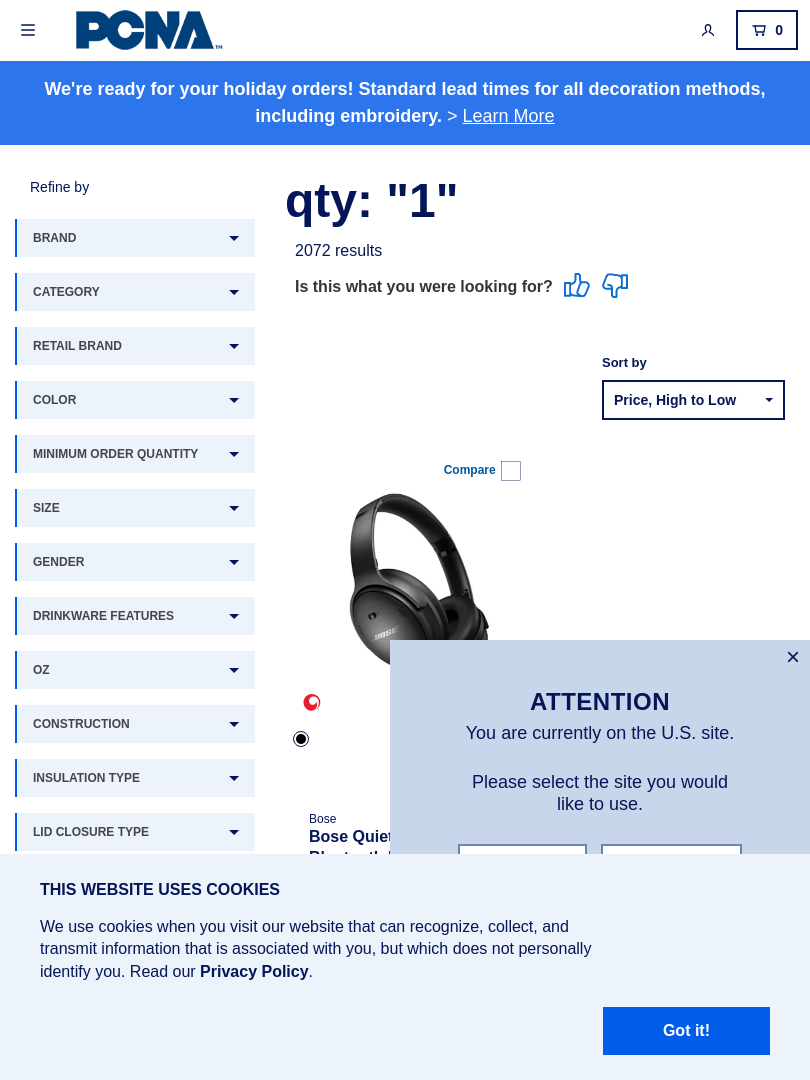 PCNA
TM
0
We're ready for your holiday orders! Standard lead times for all decoration methods,
including embroidery. > Learn More
Refine by
BRAND
CATEGORY
RETAIL BRAND
COLOR
MINIMUM ORDER QUANTITY
SIZE
GENDER
DRINKWARE FEATURES
OZ
CONSTRUCTION
INSULATION TYPE
LID CLOSURE TYPE
qty: "1"
2072 results
Is this what you were looking for?
Sort by
Price, High to Low
Compare
BOSE
Bose
Bose Quiet
ATTENTION
You are currently on the U.S. site.
Please select the site you would
like to use.
THIS WEBSITE USES COOKIES
We use cookies when you visit our website that can recognize, collect, and
transmit information that is associated with you, but which does not personally
identify you. Read our Privacy Policy.
Got it!